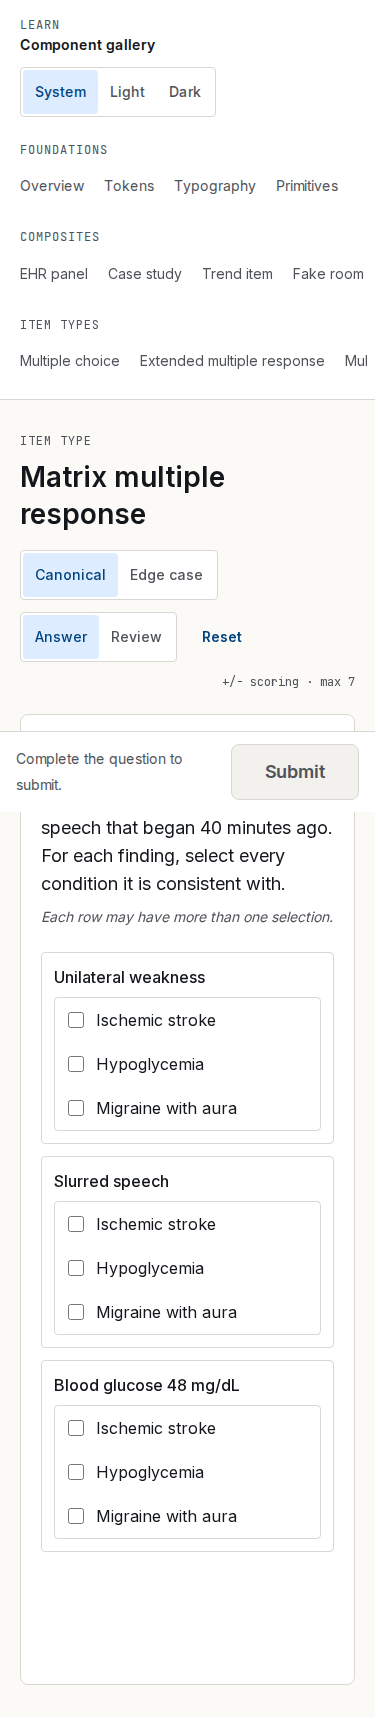 LEARN
Component gallery
System Light Dark
FOUNDATIONS
Overview Tokens Typography Primitives
COMPOSITES
EHR panel Case study Trend item Fake room
ITEM TYPES
Multiple choice Extended multiple response Mul
ITEM TYPE
Matrix multiple
response
Canonical Edge case
Answer Review Reset
+/- scoring · max 7
Complete the question to
submit.
Submit
speech that began 40 minutes ago.
For each finding, select every
condition it is consistent with.
Each row may have more than one selection.
Unilateral weakness
Ischemic stroke
Hypoglycemia
Migraine with aura
Slurred speech
Ischemic stroke
Hypoglycemia
Migraine with aura
Blood glucose 48 mg/dL
Ischemic stroke
Hypoglycemia
Migraine with aura